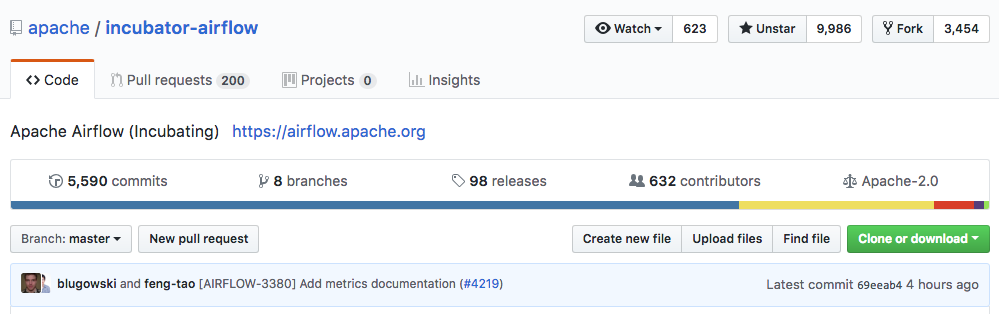 apache / incubator-airflow Watch 623 Unstar 9,986 Fork 3,454
Code Pull requests 200 Projects 0 Insights
Apache Airflow (Incubating) https://airflow.apache.org
5,590 commits 8 branches 98 releases 632 contributors Apache-2.0
Branch: master New pull request Create new file Upload files Find file Clone or download
blugowski and feng-tao [AIRFLOW-3380] Add metrics documentation (#4219) Latest commit 69eeab4 4 hours ago